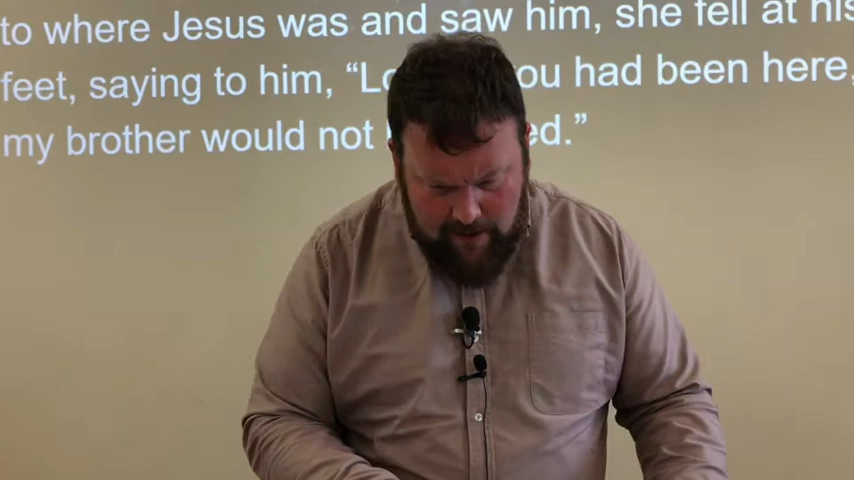 to where Jesus was and saw him, she fell at his
feet, saying to him, “ you had been here,
my brother would not .”